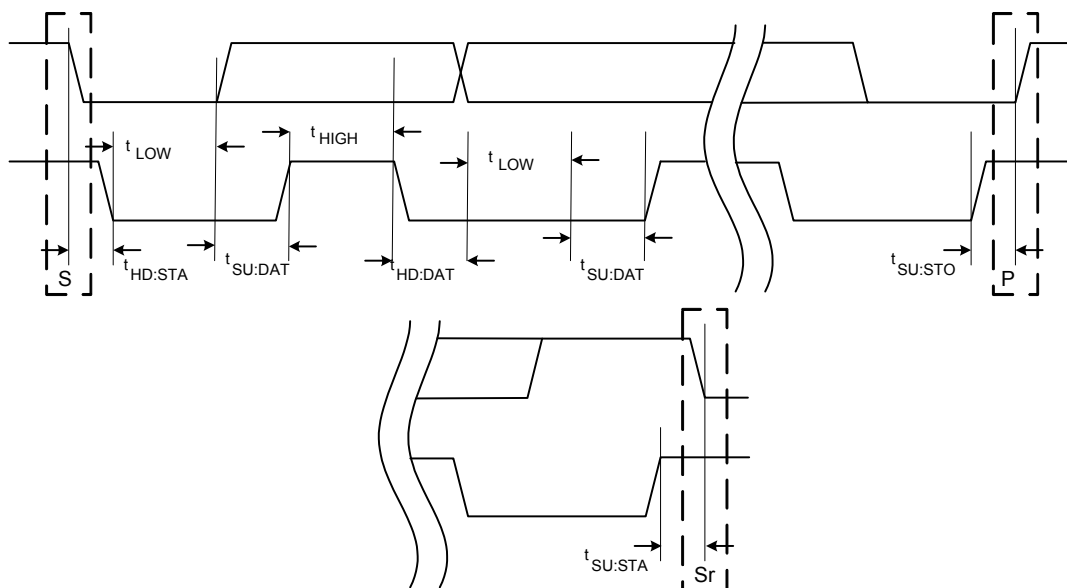 t LOW
t HIGH
t LOW
S
t HD:STA
t SU:DAT
t HD:DAT
t SU:DAT
t SU:STO
P
t SU:STA
Sr